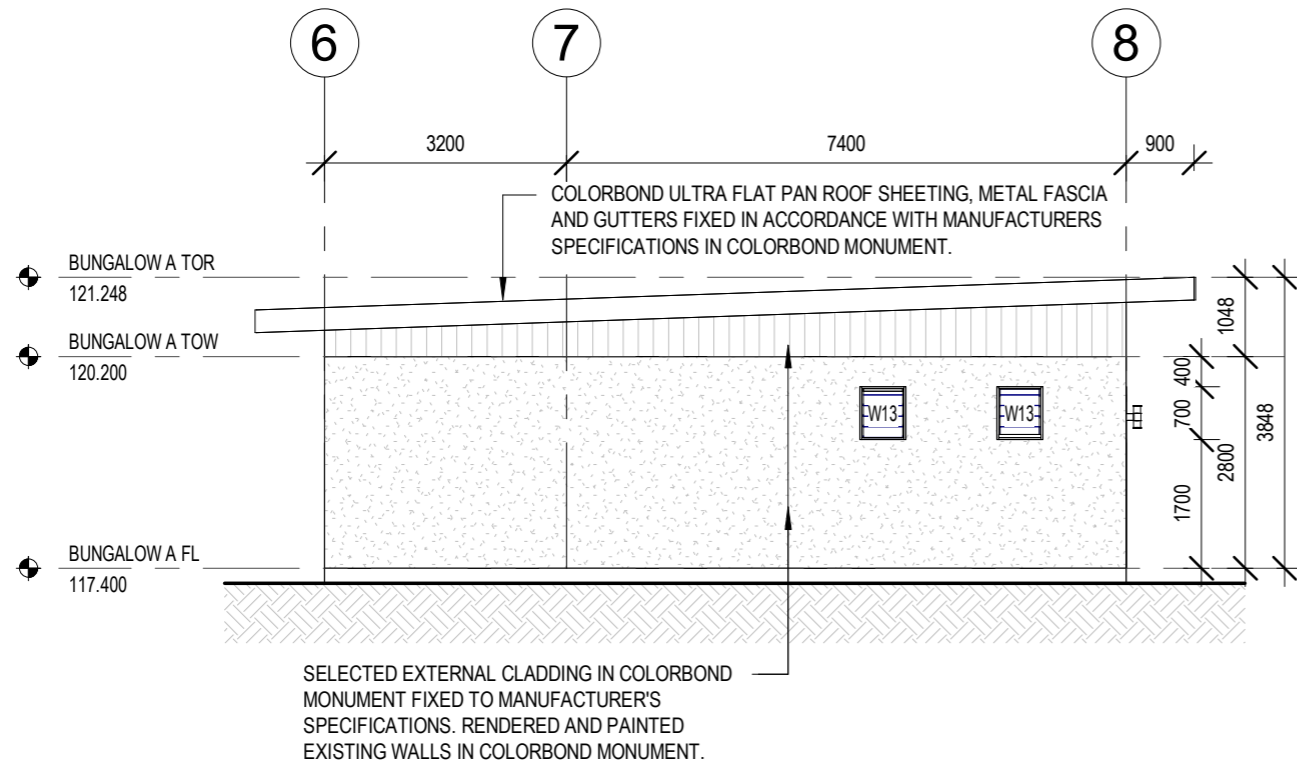 6
7
8
3200
7400
900
COLORBOND ULTRA FLAT PAN ROOF SHEETING, METAL FASCIA
AND GUTTERS FIXED IN ACCORDANCE WITH MANUFACTURERS
SPECIFICATIONS IN COLORBOND MONUMENT.
BUNGALOW A TOR
121.248
BUNGALOW A TOW
120.200
BUNGALOW A FL
117.400
W13
W13
1048
400
700
1700
2800
3848
SELECTED EXTERNAL CLADDING IN COLORBOND
MONUMENT FIXED TO MANUFACTURER'S
SPECIFICATIONS. RENDERED AND PAINTED
EXISTING WALLS IN COLORBOND MONUMENT.